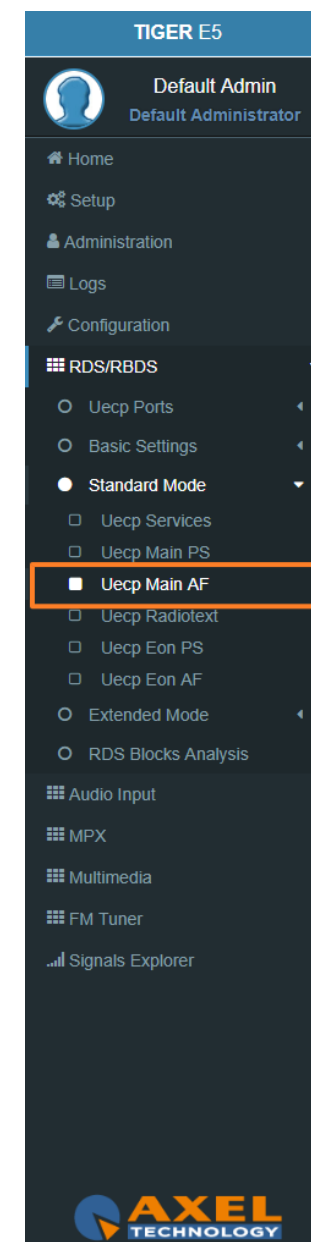 TIGER E5
Default Admin
Default Administrator
Home
Setup
Administration
Logs
Configuration
RDS/RBDS
Uecp Ports
Basic Settings
Standard Mode
Uecp Services
Uecp Main PS
Uecp Main AF
Uecp Radiotext
Uecp Eon PS
Uecp Eon AF
Extended Mode
RDS Blocks Analysis
Audio Input
MPX
Multimedia
FM Tuner
Signals Explorer
AXEL
TECHNOLOGY